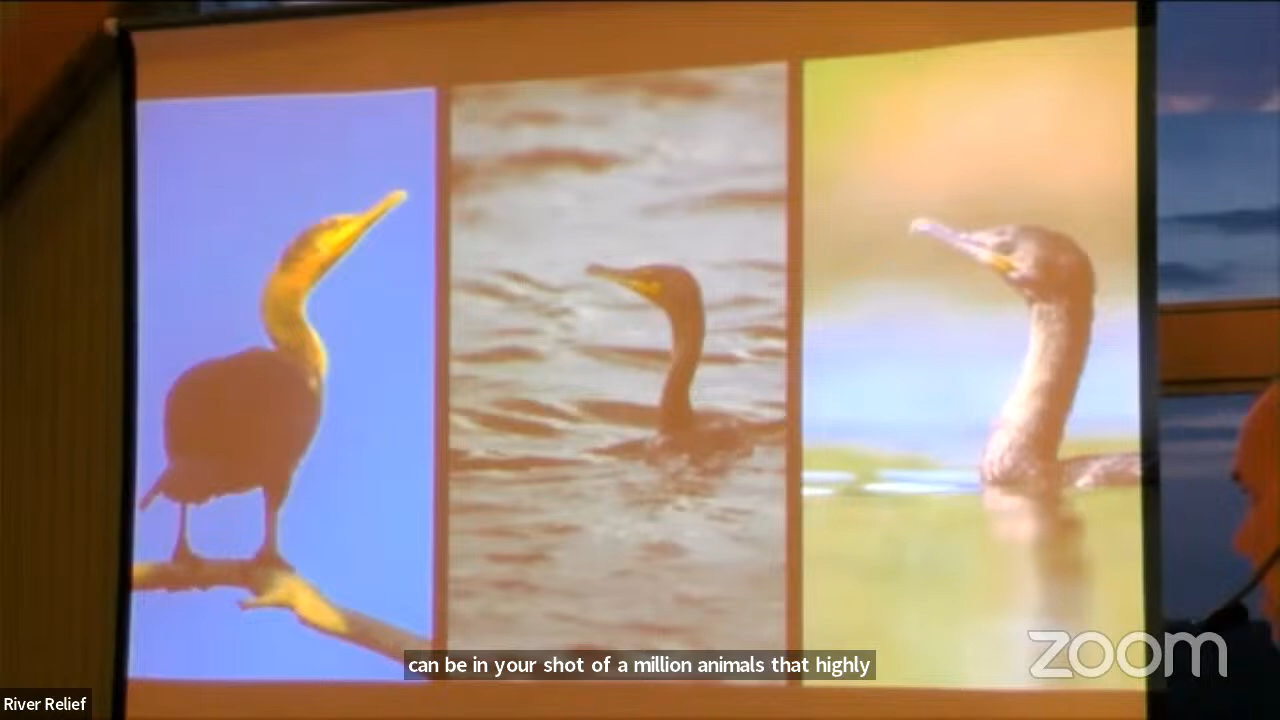 can be in your shot of a million animals that highly
zoom
River Relief